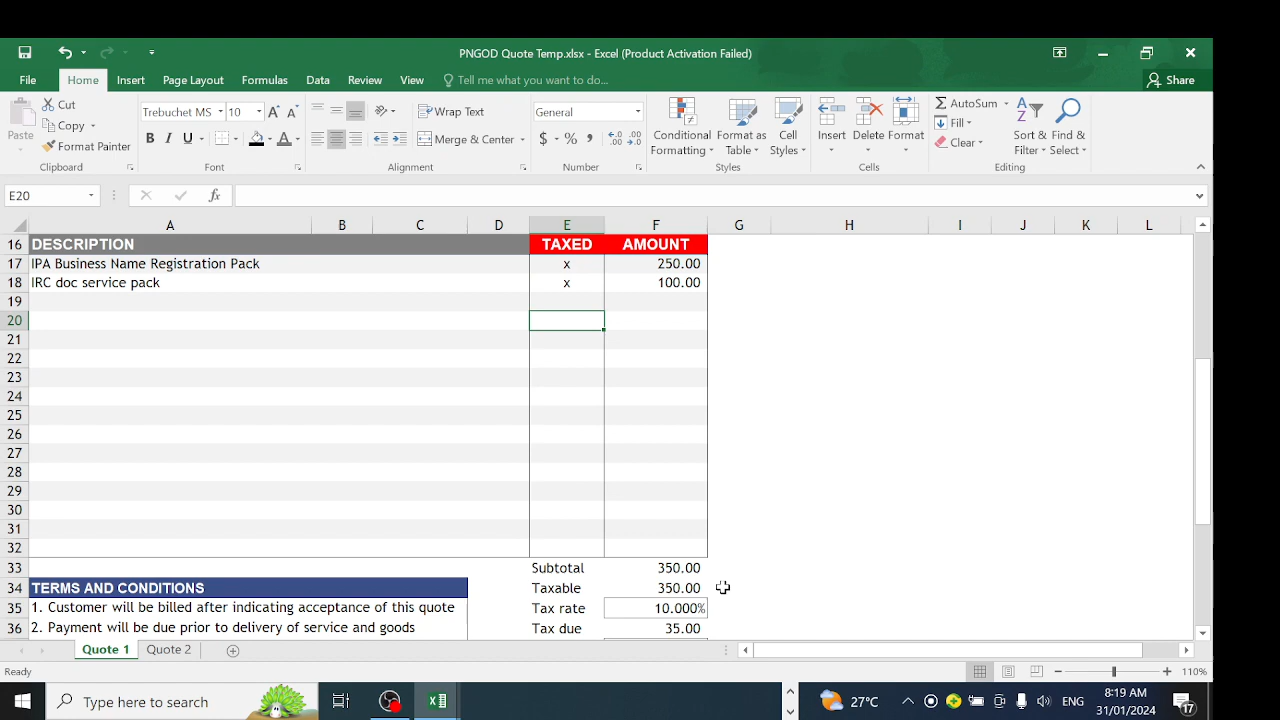 PNGOD Quote Temp.xlsx - Excel (Product Activation Failed)
File Home Insert Page Layout Formulas Data Review View Tell me what you want to do... Share
Paste
Cut
Copy
Format Painter
Clipboard
Trebuchet MS 10
B I U
Font
Wrap Text
Merge & Center
Alignment
General
$ % ,
Number
Conditional Formatting
Format as Table
Cell Styles
Styles
Insert
Delete
Format
Cells
AutoSum
Fill
Clear
Sort & Filter
Find & Select
Editing
E20
fx
A B C D E F G H I J K L
16 DESCRIPTION TAXED AMOUNT
17 IPA Business Name Registration Pack x 250.00
18 IRC doc service pack x 100.00
19
20
21
22
23
24
25
26
27
28
29
30
31
32
33 Subtotal 350.00
34 TERMS AND CONDITIONS Taxable 350.00
35 1. Customer will be billed after indicating acceptance of this quote Tax rate 10.000%
36 2. Payment will be due prior to delivery of service and goods Tax due 35.00
Quote 1 Quote 2
Ready 110%
Type here to search 27°C ENG 8:19 AM
31/01/2024 17